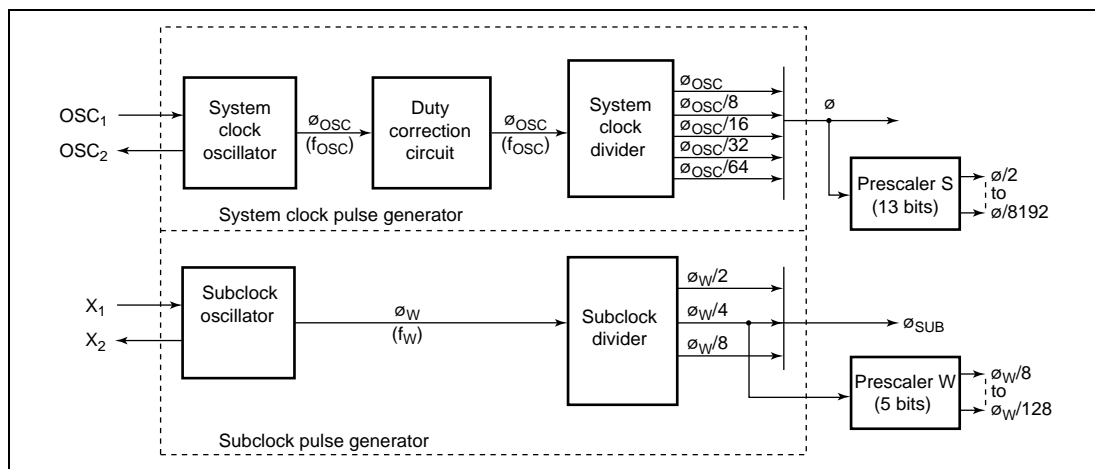 OSC1
OSC2
System
clock
oscillator
øOSC
(fOSC)
Duty
correction
circuit
øOSC
(fOSC)
System
clock
divider
øOSC
øOSC/8
øOSC/16
øOSC/32
øOSC/64
ø
Prescaler S
(13 bits)
ø/2
to
ø/8192
System clock pulse generator
X1
X2
Subclock
oscillator
øW
(fW)
Subclock
divider
øW/2
øW/4
øW/8
øSUB
Prescaler W
(5 bits)
øW/8
to
øW/128
Subclock pulse generator